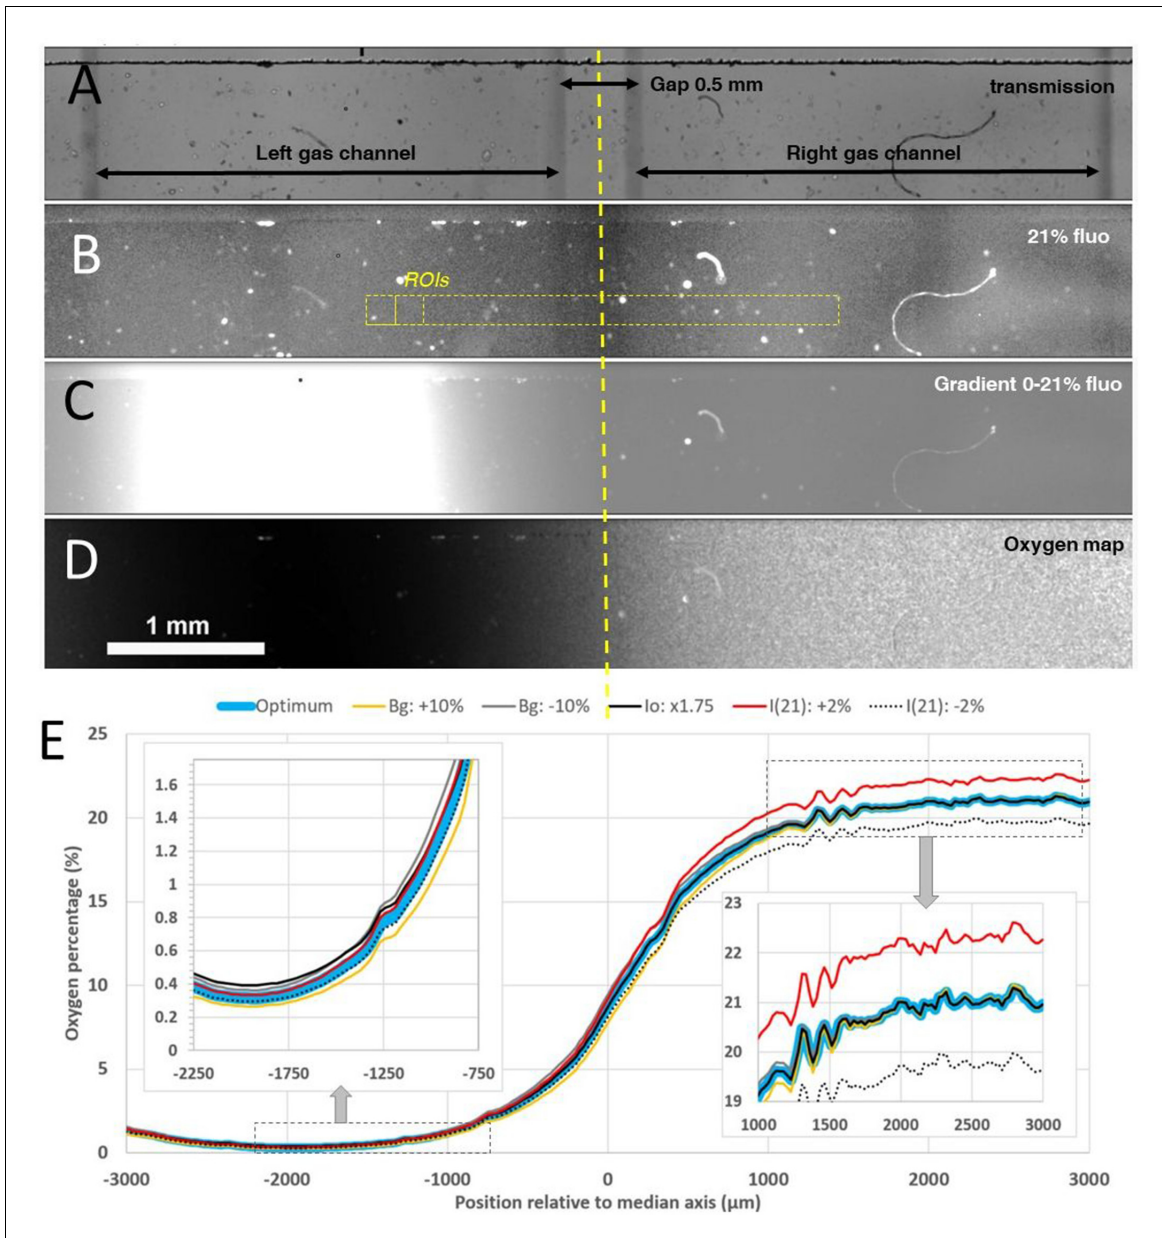 A
Gap 0.5 mm
transmission
Left gas channel
Right gas channel
B
21% fluo
ROIs
C
Gradient 0-21% fluo
D
Oxygen map
1 mm
Optimum Bg: +10% Bg: -10% Io: x1.75 I(21): +2% I(21): -2%
E
25
20
15
10
5
0
Oxygen percentage (%)
1.6
1.4
1.2
1
0.8
0.6
0.4
0.2
0
-2250 -1750 -1250 -750
23
22
21
20
19
1000 1500 2000 2500 3000
-3000 -2000 -1000 0 1000 2000 3000
Position relative to median axis (µm)